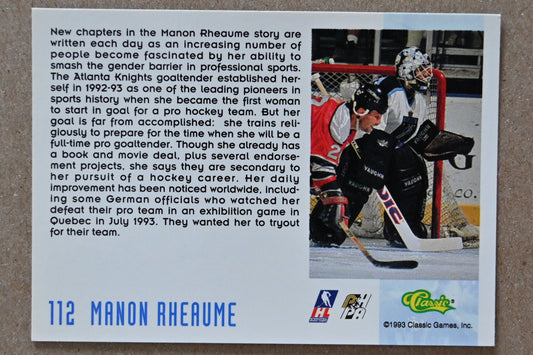 New chapters in the Manon Rheaume story are
written each day as an increasing number of
people become fascinated by her ability to
smash the gender barrier in professional sports.
The Atlanta Knights goaltender established her-
self in 1992-93 as one of the leading pioneers in
sports history when she became the first woman
to start in goal for a pro hockey team. But her
goal is far from accomplished: she trains reli-
giously to prepare for the time when she will be a
full-time pro goaltender. Though she already has
a book and movie deal, plus several endorse-
ment projects, she says they are secondary to
her pursuit of a hockey career. Her daily
improvement has been noticed worldwide, includ-
ing some German officials who watched her
defeat their pro team in an exhibiition game in
Quebec in July 1993. They wanted her to tryout
for their team.
VAUGHN
VAUGHN
112 MANON RHEAUME
Classic
©1993 Classic Games, Inc.